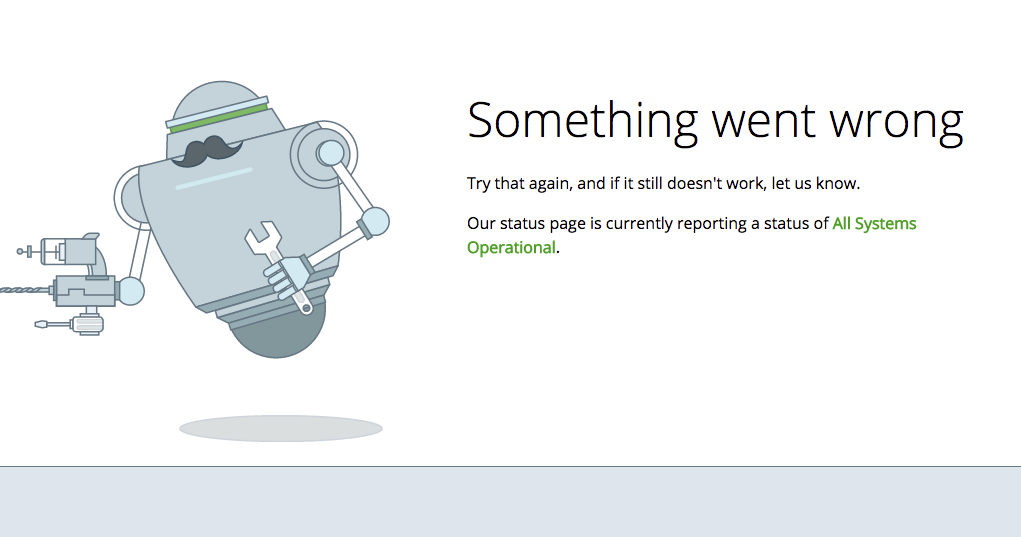 Something went wrong
Try that again, and if it still doesn't work, let us know.
Our status page is currently reporting a status of All Systems
Operational.